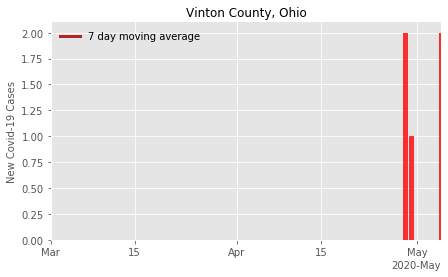 Vinton County, Ohio
7 day moving average
New Covid-19 Cases
2.00
1.75
1.50
1.25
1.00
0.75
0.50
0.25
0.00
Mar 15 Apr 15 May
2020-May